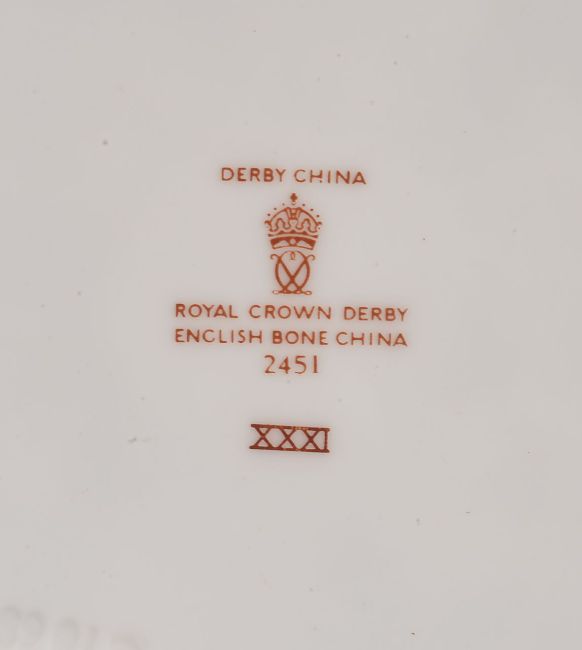 DERBY CHINA
ROYAL CROWN DERBY
ENGLISH BONE CHINA
2451
XXXI